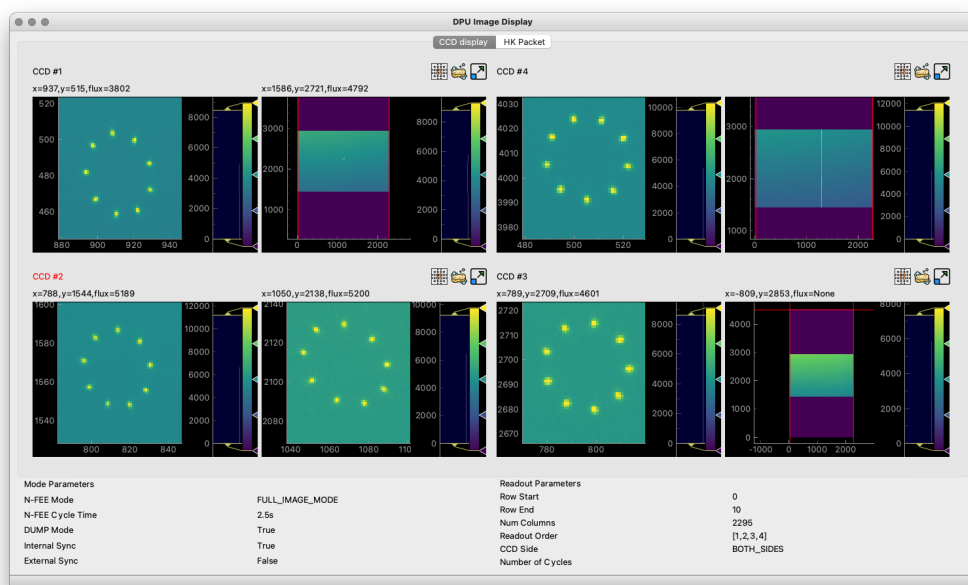 DPU Image Display
CCD display HK Packet
CCD #1
x=937,y=515,flux=3802 x=1586,y=2721,flux=4792
520
500
480
460
880 900 920 940
8000
6000
4000
2000
0
3000
2000
1000
0 1000 2000
8000
6000
4000
2000
0
CCD #4
4030
4020
4010
4000
3990
3980
480 500 520
10000
8000
6000
4000
2000
0
3000
2000
1000
0 1000 2000
12000
10000
8000
6000
4000
2000
0
CCD #2
x=788,y=1544,flux=5189 x=1050,y=2138,flux=5200
1600
1580
1560
1540
800 820 840
12000
10000
8000
6000
4000
2000
0
2140
2120
2100
2080
1040 1060 1080 110
10000
8000
6000
4000
2000
0
CCD #3
x=789,y=2709,flux=4601 x=-809,y=2853,flux=None
2720
2710
2700
2690
2680
2670
780 800
8000
6000
4000
2000
0
4000
3000
2000
1000
0
-1000 0 1000 2000
8000
6000
4000
2000
0
Mode Parameters
N-FEE Mode FULL_IMAGE_MODE
N-FEE Cycle Time 2.5s
DUMP Mode True
Internal Sync True
External Sync False
Readout Parameters
Row Start 0
Row End 10
Num Columns 2295
Readout Order [1,2,3,4]
CCD Side BOTH_SIDES
Number of Cycles